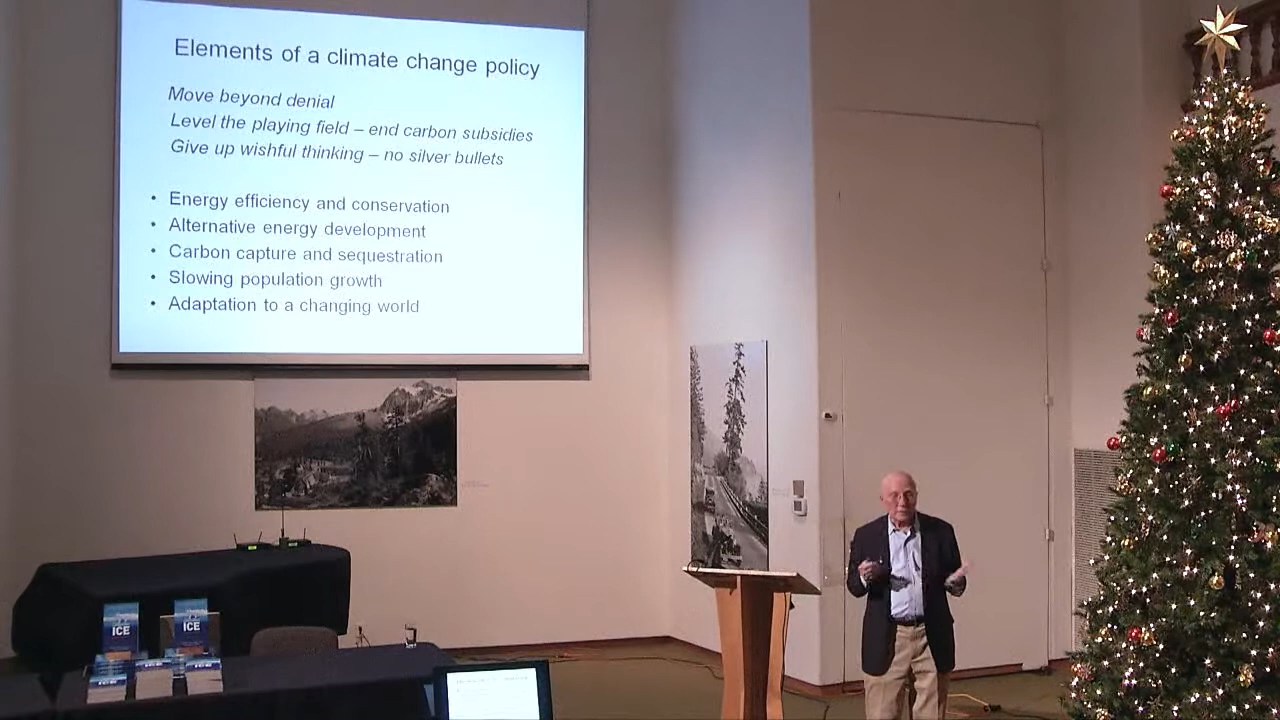 Elements of a climate change policy
Move beyond denial
Level the playing field – end carbon subsidies
Give up wishful thinking – no silver bullets
• Energy efficiency and conservation
• Alternative energy development
• Carbon capture and sequestration
• Slowing population growth
• Adaptation to a changing world
ICE
ICE